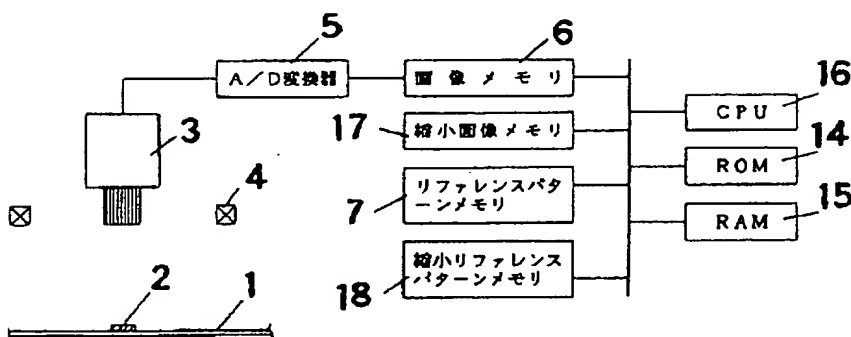 5
6
A/D変換器
画像メモリ
16
CPU
3
17
縮小画像メモリ
14
4
ROM
リファレンスパタ
ーンメモリ
7
15
RAM
縮小リファレンス
パターンメモリ
2
1
18